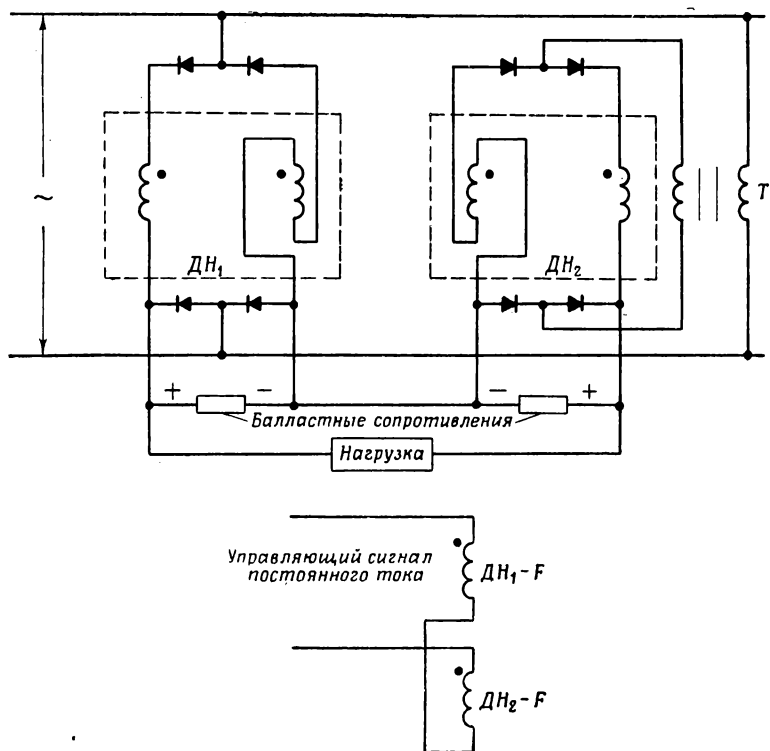 ~
T
ДН₁
ДН₂
+ - - +
Балластные сопротивления
Нагрузка
Управляющий сигнал
постоянного тока
ДН₁-F
ДН₂-F